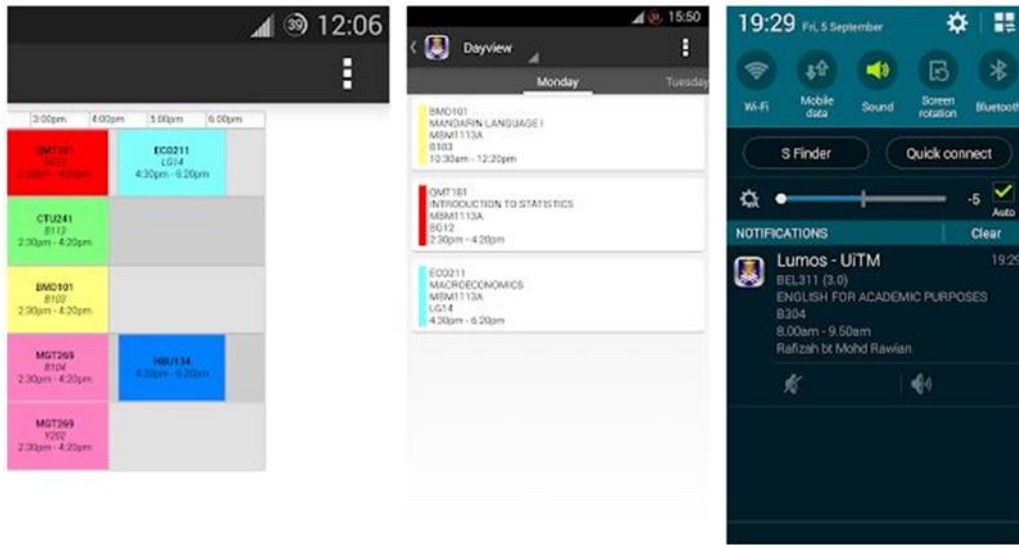 39 12:06
3:00pm 4:00pm 5:00pm 6:00pm
QMT181
BG12
2:30pm - 4:20pm
ECO211
LG14
4:30pm - 6:20pm
CTU241
B113
2:30pm - 4:20pm
BMD101
B103
2:30pm - 4:20pm
MGT269
B104
2:30pm - 4:20pm
HBU134
4:30pm - 6:20pm
MGT269
Y202
2:30pm - 4:20pm
15:50
Dayview
Monday Tuesday
BMD101
MANDARIN LANGUAGE I
MBM1113A
B103
10:30am - 12:20pm
QMT181
INTRODUCTION TO STATISTICS
MBM1113A
BG12
2:30pm - 4:20pm
ECO211
MACROECONOMICS
MBM1113A
LG14
4:30pm - 6:20pm
19:29 Fri, 5 September
Wi-Fi
Mobile data
Sound
Screen rotation
Bluetooth
S Finder Quick connect
-5
Auto
NOTIFICATIONS Clear
Lumos - UiTM 19:29
BEL311 (3.0)
ENGLISH FOR ACADEMIC PURPOSES
B304
8.00am - 9.50am
Rafizah bt Mohd Rawian